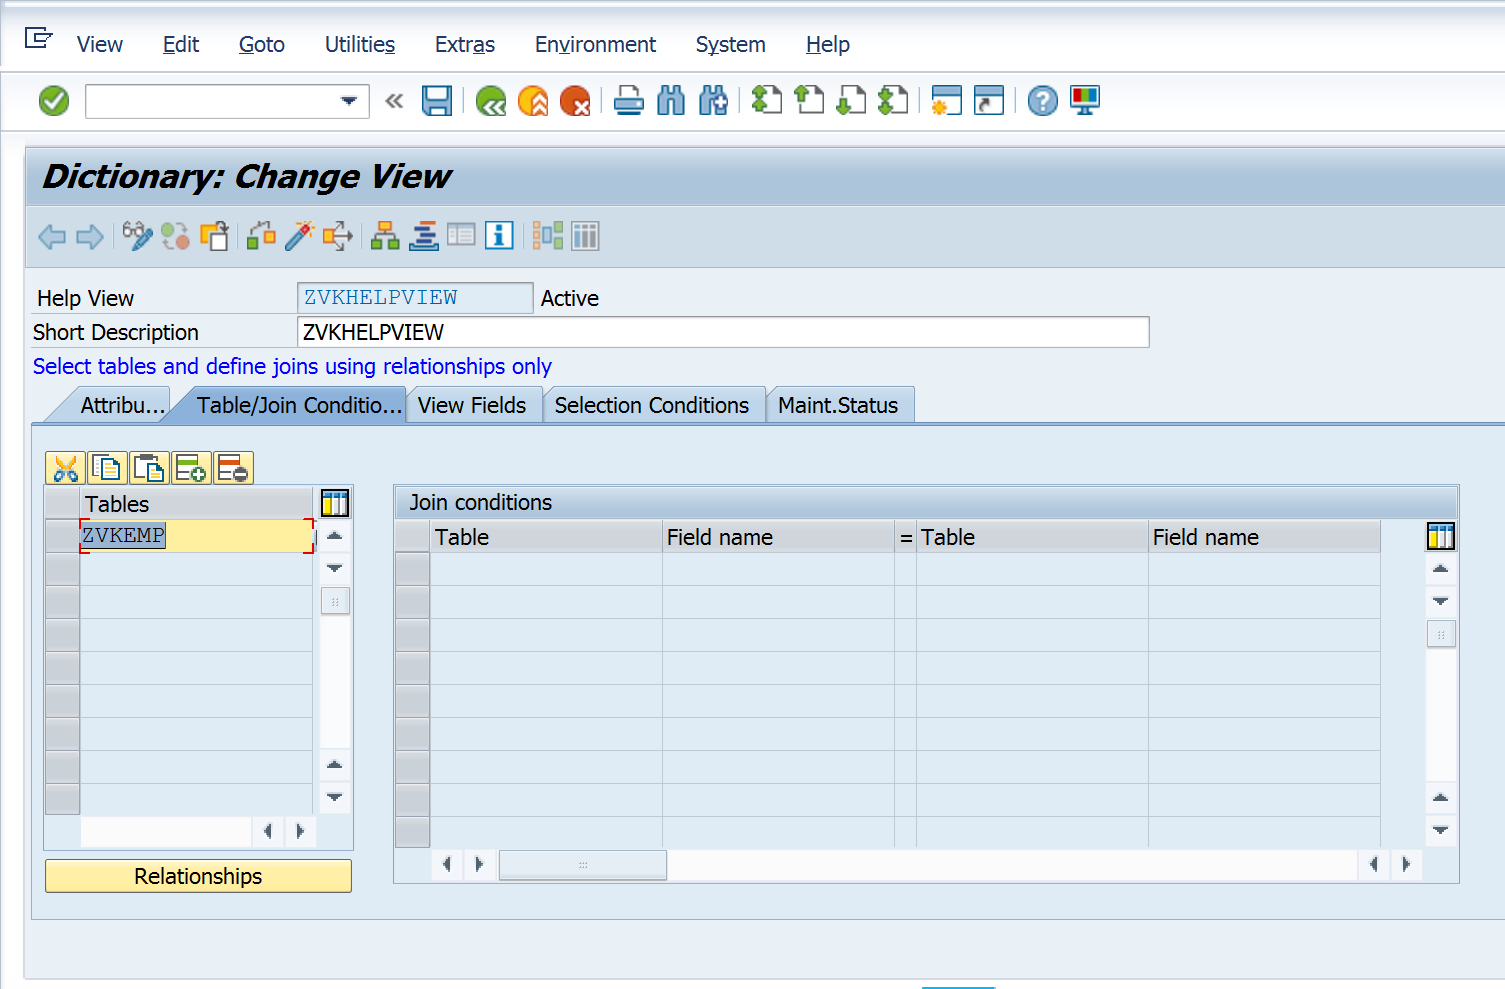 View Edit Goto Utilities Extras Environment System Help
Dictionary: Change View
Help View ZVKHELPVIEW Active
Short Description ZVKHELPVIEW
Select tables and define joins using relationships only
Attribu... Table/Join Conditio... View Fields Selection Conditions Maint.Status
Tables
ZVKEMP
Join conditions
Table Field name = Table Field name
Relationships